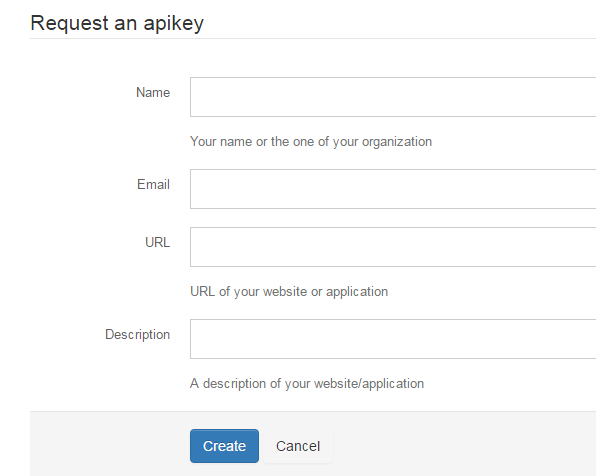 Request an apikey
Name
Your name or the one of your organization
Email
URL
URL of your website or application
Description
A description of your website/application
Create Cancel